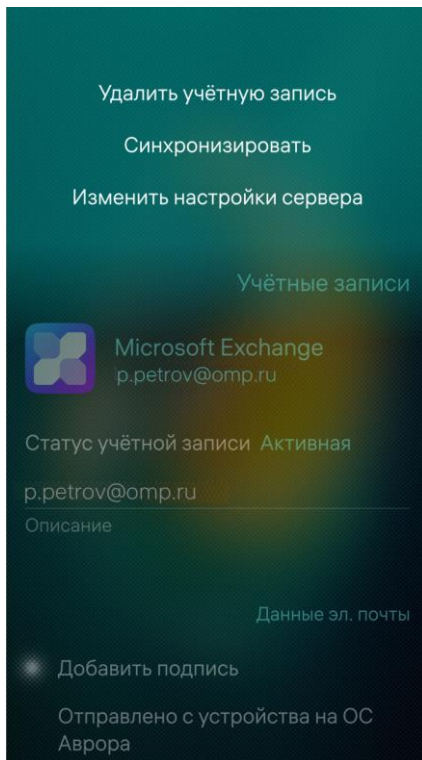 Удалить учётную запись
Синхронизировать
Изменить настройки сервера
Учётные записи
Microsoft Exchange
p.petrov@omp.ru
Статус учётной записи Активная
p.petrov@omp.ru
Описание
Данные эл. почты
Добавить подпись
Отправлено с устройства на ОС
Аврора